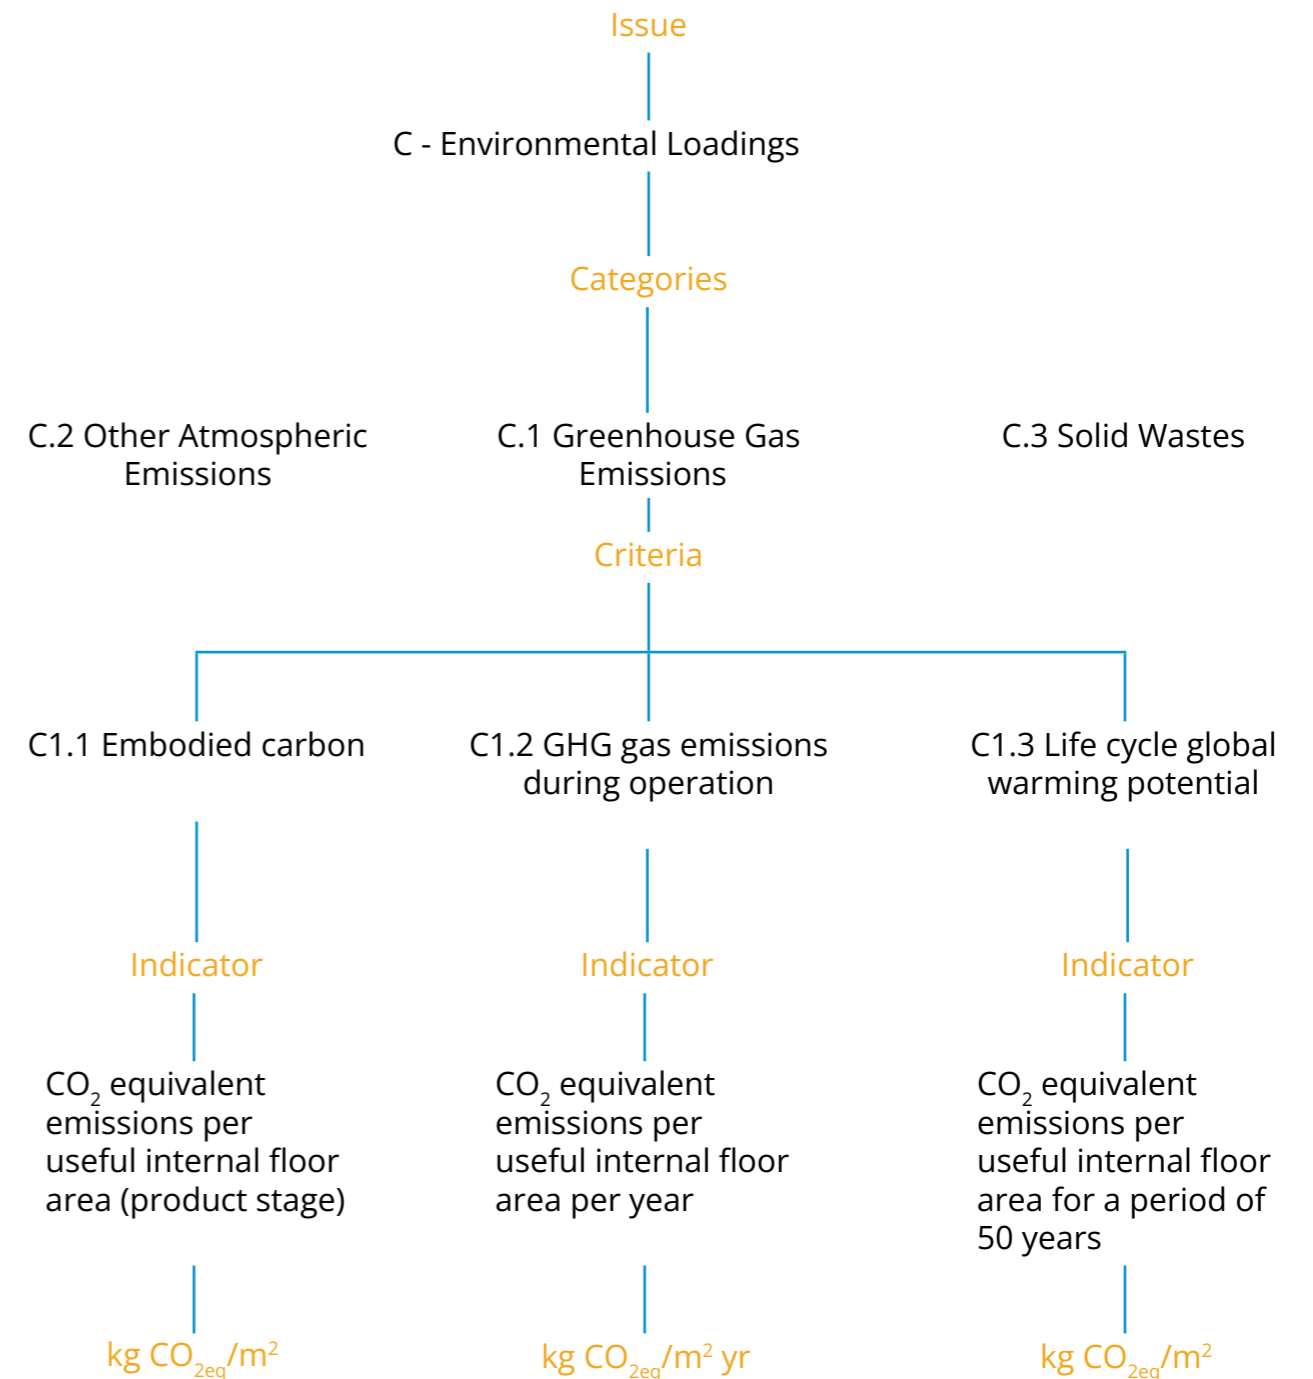 Issue
C - Environmental Loadings
Categories
C.2 Other Atmospheric
Emissions
C.1 Greenhouse Gas
Emissions
C.3 Solid Wastes
Criteria
C1.1 Embodied carbon
C1.2 GHG gas emissions
during operation
C1.3 Life cycle global
warming potential
Indicator
Indicator
Indicator
CO₂ equivalent
emissions per
useful internal floor
area (product stage)
CO₂ equivalent
emissions per
useful internal floor
area per year
CO₂ equivalent
emissions per
useful internal floor
area for a period of
50 years
kg CO2eq/m²
kg CO2eq/m² yr
kg CO2eq/m²